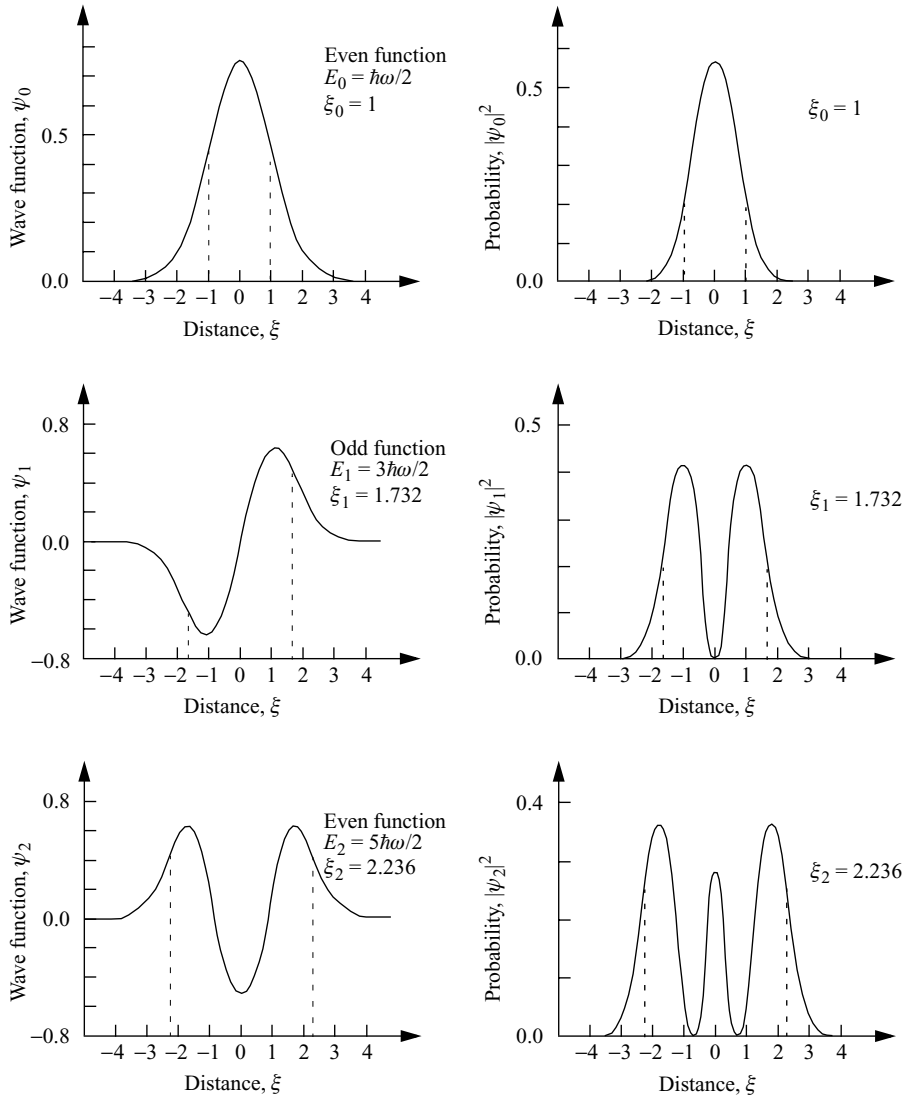 Wave function, ψ0
0.5
0.0
Even function
E0 = ℏω/2
ξ0 = 1
−4 −3 −2 −1 0 1 2 3 4
Distance, ξ
Probability, |ψ0|²
0.5
0.0
ξ0 = 1
−4 −3 −2 −1 0 1 2 3 4
Distance, ξ
Wave function, ψ1
0.8
0.0
−0.8
Odd function
E1 = 3ℏω/2
ξ1 = 1.732
−4 −3 −2 −1 0 1 2 3 4
Distance, ξ
Probability, |ψ1|²
0.5
0.0
ξ1 = 1.732
−4 −3 −2 −1 0 1 2 3 4
Distance, ξ
Wave function, ψ2
0.8
0.0
−0.8
Even function
E2 = 5ℏω/2
ξ2 = 2.236
−4 −3 −2 −1 0 1 2 3 4
Distance, ξ
Probability, |ψ2|²
0.4
0.0
ξ2 = 2.236
−4 −3 −2 −1 0 1 2 3 4
Distance, ξ